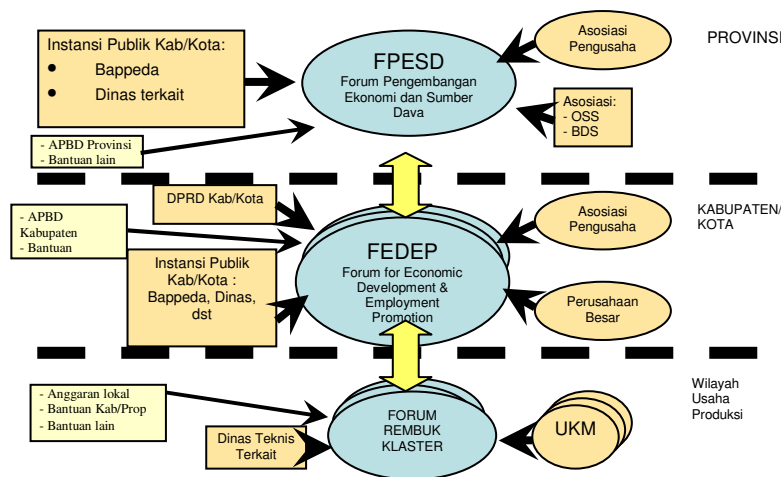 Instansi Publik Kab/Kota:
• Bappeda
• Dinas terkait
FPESD
Forum Pengembangan
Ekonomi dan Sumber
Dava
Asosiasi
Pengusaha
PROVINSI
Asosiasi:
- OSS
- BDS
- APBD Provinsi
- Bantuan lain
DPRD Kab/Kota
- APBD
Kabupaten
- Bantuan
Instansi Publik
Kab/Kota :
Bappeda, Dinas,
dst
FEDEP
Forum for Economic
Development &
Employment
Promotion
Asosiasi
Pengusaha
KABUPATEN/
KOTA
Perusahaan
Besar
- Anggaran lokal
- Bantuan Kab/Prop
- Bantuan lain
Dinas Teknis
Terkait
FORUM
REMBUK
KLASTER
UKM
Wilayah
Usaha
Produksi